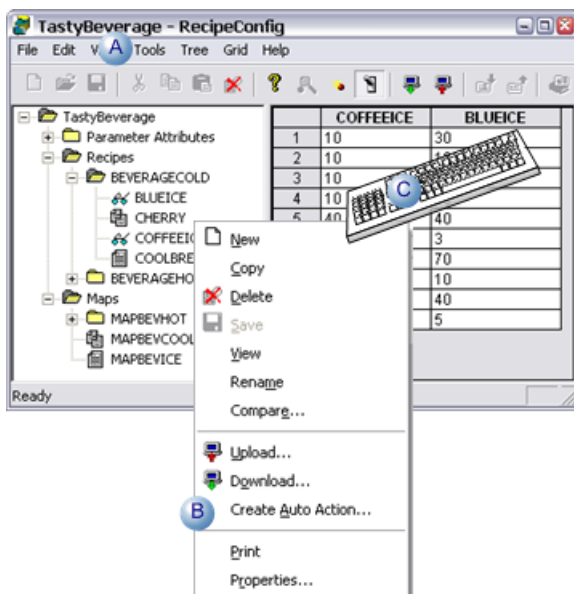 TastyBeverage - RecipeConfig
File Edit V A Tools Tree Grid Help
TastyBeverage
Parameter Attributes
Recipes
BEVERAGECOLD
BLUEICE
CHERRY
COFFEEIC
COOLBRE
BEVERAGEHO
Maps
MAPBEVHOT
MAPBEVCOOL
MAPBEVICE
Ready
COFFEEICE BLUEICE
1 10 30
2 10
3 10
4 10
5 40 40
3
70
10
40
5
C
New
Copy
Delete
Save
View
Rename
Compare...
Upload...
Download...
B Create Auto Action...
Print
Properties...